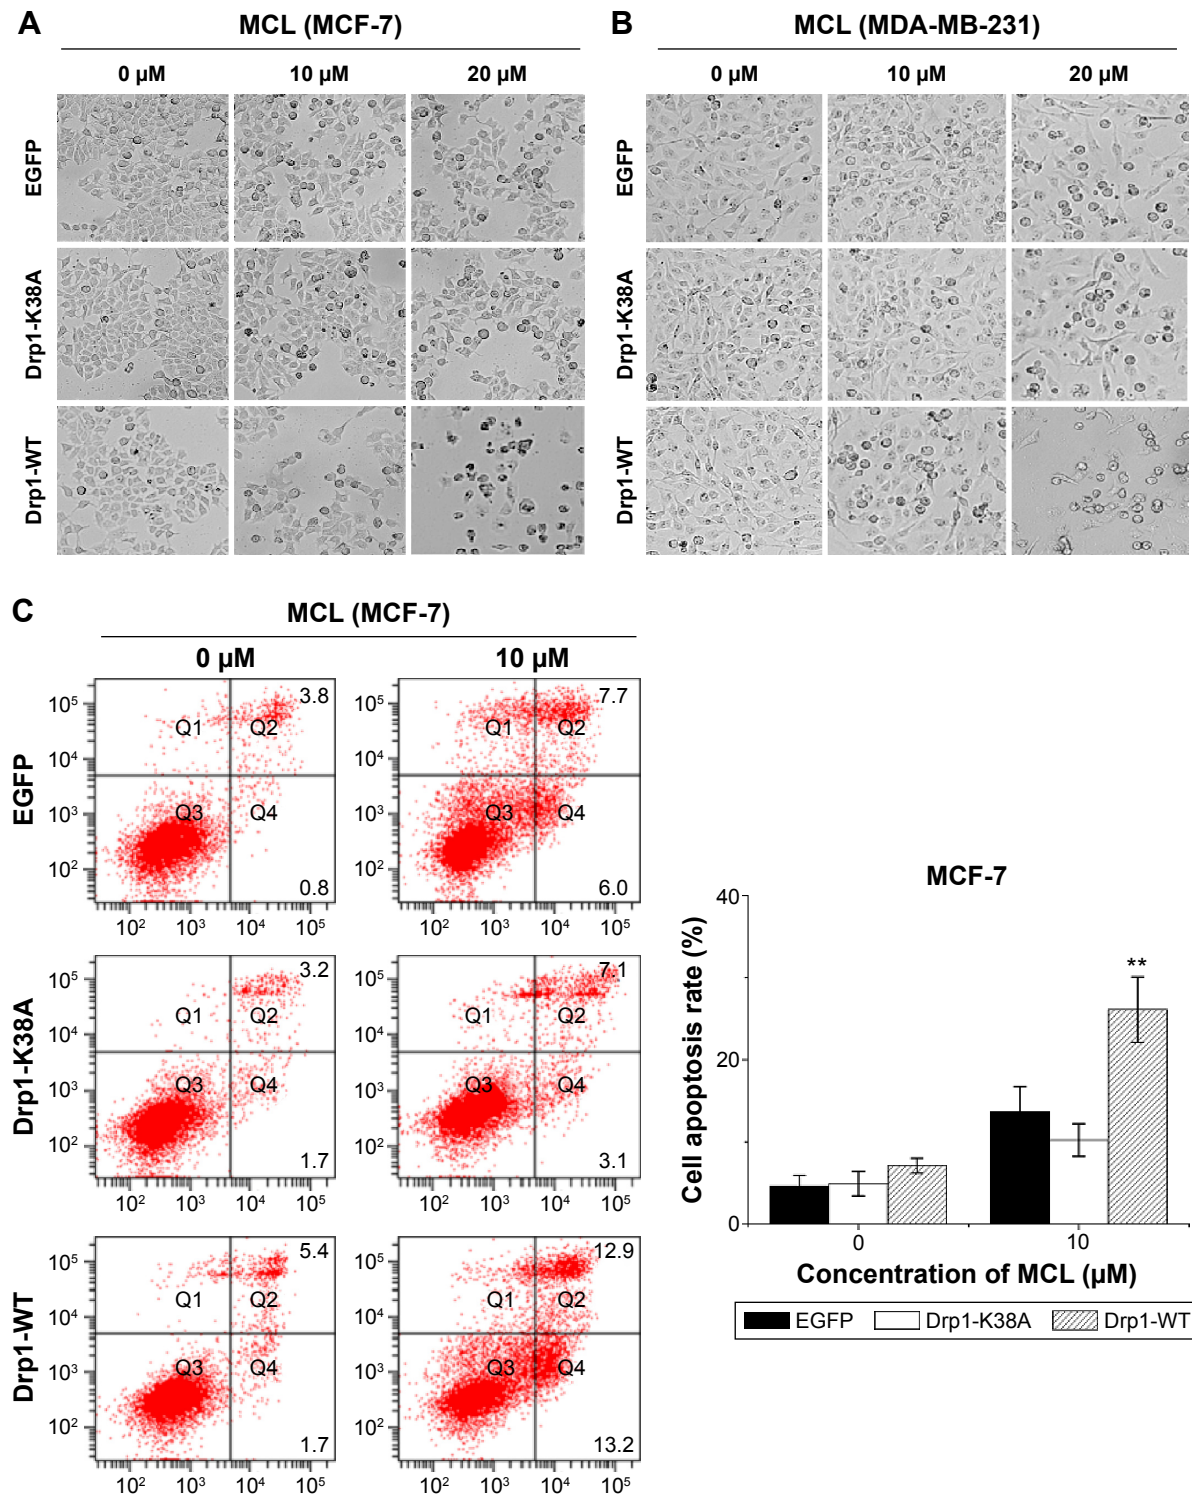 A
MCL (MCF-7)
0 µM 10 µM 20 µM
EGFP
Drp1-K38A
Drp1-WT
B
MCL (MDA-MB-231)
0 µM 10 µM 20 µM
EGFP
Drp1-K38A
Drp1-WT
C
MCL (MCF-7)
0 µM 10 µM
EGFP
10⁵
10⁴
10³
10²
Q1 Q2 3.8
Q3 Q4 0.8
10² 10³ 10⁴ 10⁵
10⁵
10⁴
10³
10²
Q1 Q2 7.7
Q3 Q4 6.0
10² 10³ 10⁴ 10⁵
Drp1-K38A
10⁵
10⁴
10³
10²
Q1 Q2 3.2
Q3 Q4 1.7
10² 10³ 10⁴ 10⁵
10⁵
10⁴
10³
10²
Q1 Q2 7.1
Q3 Q4 3.1
10² 10³ 10⁴ 10⁵
Drp1-WT
10⁵
10⁴
10³
10²
Q1 Q2 5.4
Q3 Q4 1.7
10² 10³ 10⁴ 10⁵
10⁵
10⁴
10³
10²
Q1 Q2 12.9
Q3 Q4 13.2
10² 10³ 10⁴ 10⁵
MCF-7
Cell apoptosis rate (%)
40
20
0
**
0 10
Concentration of MCL (µM)
EGFP Drp1-K38A Drp1-WT